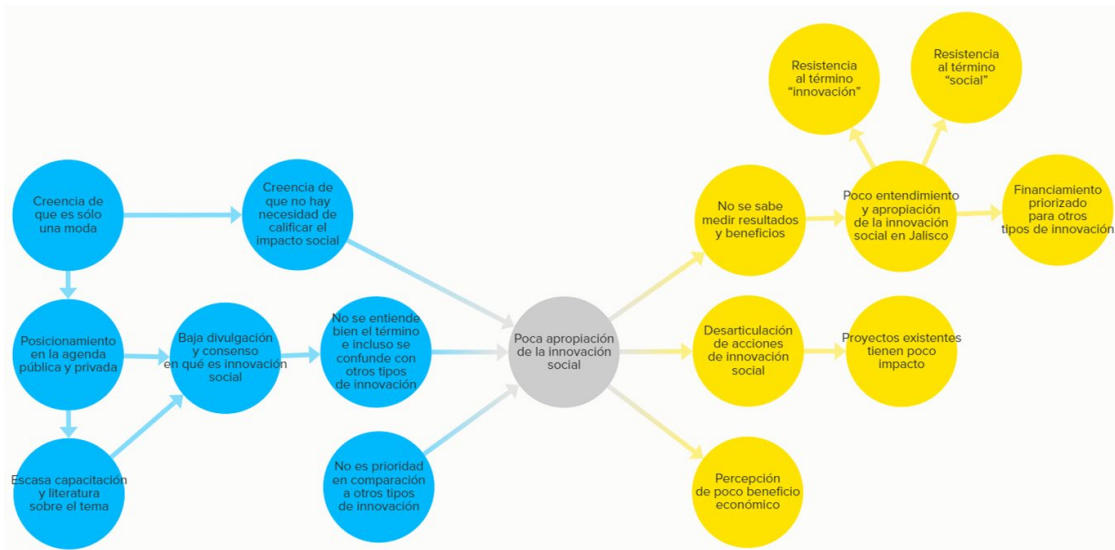 Creencia de
que es sólo
una moda
Creencia de
que no hay
necesidad de
calificar el
impacto social
Posicionamiento
en la agenda
pública y privada
Baja divulgación
y consenso
en qué es innovación
social
No se entiende
bien el término
e incluso se
confunde con
otros tipos
de innovación
Escasa capacitación
y literatura
sobre el tema
No es prioridad
en comparación
a otros tipos
de innovación
Poca apropiación
de la innovación
social
No se sabe
medir resultados
y beneficios
Poco entendimiento
y apropiación
de la innovación
social en Jalisco
Resistencia
al término
“innovación”
Resistencia
al término
“social”
Financiamiento
priorizado
para otros
tipos de innovación
Desarticulación
de acciones
de innovación
social
Proyectos existentes
tienen poco
impacto
Percepción
de poco beneficio
económico